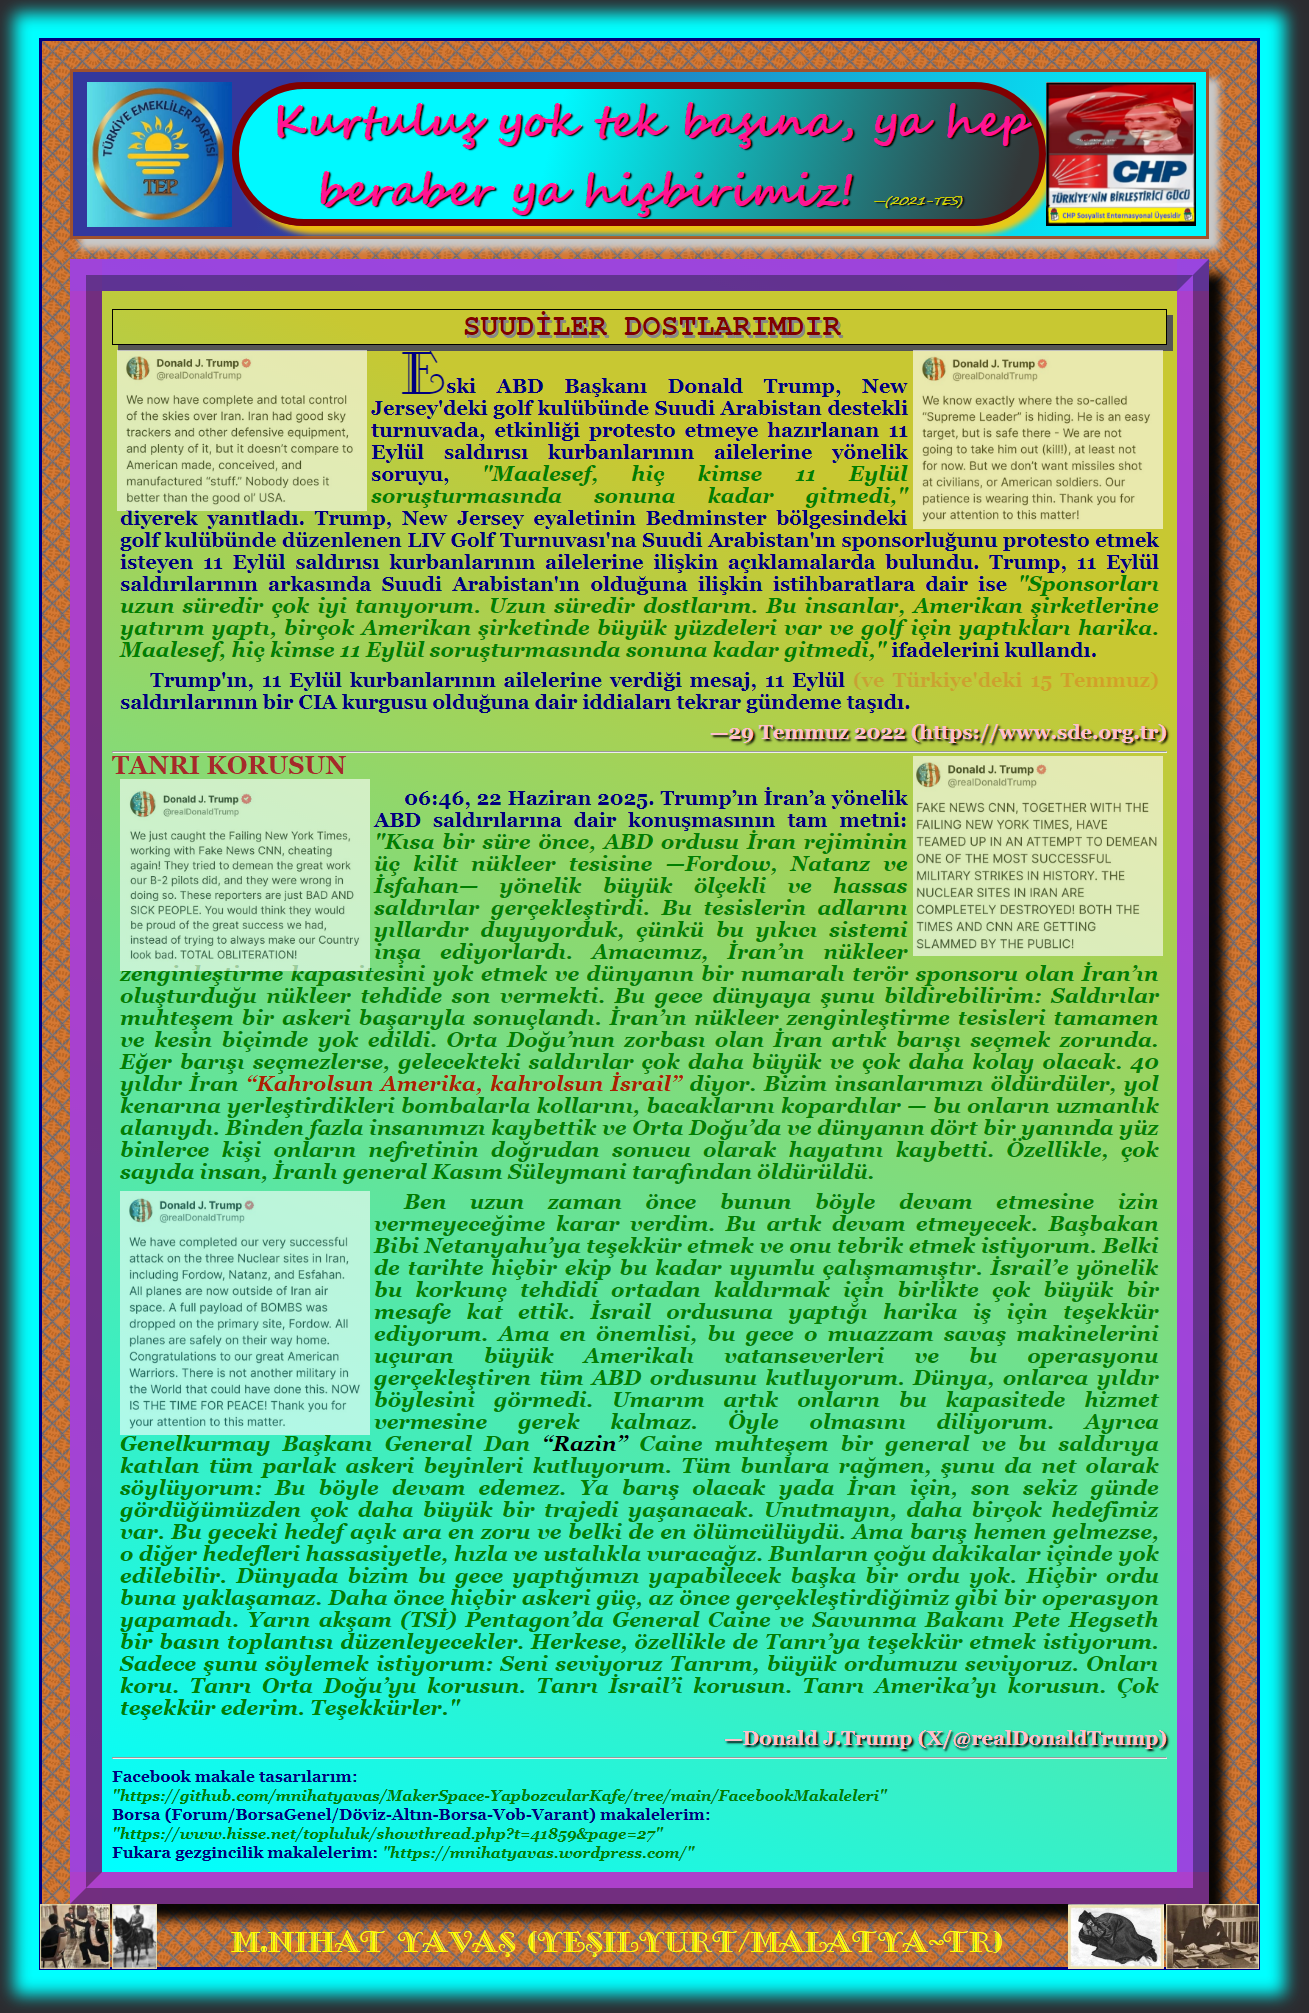 TÜRKİYE EMEKLİLER PARTİSİ
TEP
Kurtuluş yok tek başına, ya hep
beraber ya hiçbirimiz! —(2021-TES)
CHP
CHP
TÜRKİYE'NİN BİRLEŞTİRİCİ GÜCÜ
CHP Sosyalist Enternasyonal Üyesidir
SUUDİLER DOSTLARIMDIR
Donald J. Trump
@realDonaldTrump
We now have complete and total control
of the skies over Iran. Iran had good sky
trackers and other defensive equipment,
and plenty of it, but it doesn't compare to
American made, conceived, and
manufactured “stuff.” Nobody does it
better than the good ol' USA.
Donald J. Trump
@realDonaldTrump
We know exactly where the so-called
“Supreme Leader” is hiding. He is an easy
target, but is safe there - We are not
going to take him out (kill!), at least not
for now. But we don't want missiles shot
at civilians, or American soldiers. Our
patience is wearing thin. Thank you for
your attention to this matter!
Eski ABD Başkanı Donald Trump, New
Jersey'deki golf kulübünde Suudi Arabistan destekli
turnuvada, etkinliği protesto etmeye hazırlanan 11
Eylül saldırısı kurbanlarının ailelerine yönelik
soruyu, "Maalesef, hiç kimse 11 Eylül
soruşturmasında sonuna kadar gitmedi,"
diyerek yanıtladı. Trump, New Jersey eyaletinin Bedminster bölgesindeki
golf kulübünde düzenlenen LIV Golf Turnuvası'na Suudi Arabistan'ın sponsorluğunu protesto etmek
isteyen 11 Eylül saldırısı kurbanlarının ailelerine ilişkin açıklamalarda bulundu. Trump, 11 Eylül
saldırılarının arkasında Suudi Arabistan'ın olduğuna ilişkin istihbaratlara dair ise "Sponsorları
uzun süredir çok iyi tanıyorum. Uzun süredir dostlarım. Bu insanlar, Amerikan şirketlerine
yatırım yaptı, birçok Amerikan şirketinde büyük yüzdeleri var ve golf için yaptıkları harika.
Maalesef, hiç kimse 11 Eylül soruşturmasında sonuna kadar gitmedi," ifadelerini kullandı.
Trump'ın, 11 Eylül kurbanlarının ailelerine verdiği mesaj, 11 Eylül (ve Türkiye'deki 15 Temmuz)
saldırılarının bir CIA kurgusu olduğuna dair iddiaları tekrar gündeme taşıdı.
—29 Temmuz 2022 (https://www.sde.org.tr)
TANRI KORUSUN
Donald J. Trump
@realDonaldTrump
We just caught the Failing New York Times,
working with Fake News CNN, cheating
again! They tried to demean the great work
our B-2 pilots did, and they were wrong in
doing so. These reporters are just BAD AND
SICK PEOPLE. You would think they would
be proud of the great success we had,
instead of trying to always make our Country
look bad. TOTAL OBLITERATION!
Donald J. Trump
@realDonaldTrump
FAKE NEWS CNN, TOGETHER WITH THE
FAILING NEW YORK TIMES, HAVE
TEAMED UP IN AN ATTEMPT TO DEMEAN
ONE OF THE MOST SUCCESSFUL
MILITARY STRIKES IN HISTORY. THE
NUCLEAR SITES IN IRAN ARE
COMPLETELY DESTROYED! BOTH THE
TIMES AND CNN ARE GETTING
SLAMMED BY THE PUBLIC!
06:46, 22 Haziran 2025. Trump’ın İran’a yönelik
ABD saldırılarına dair konuşmasının tam metni:
"Kısa bir süre önce, ABD ordusu İran rejiminin
üç kilit nükleer tesisine —Fordow, Natanz ve
İsfahan— yönelik büyük ölçekli ve hassas
saldırılar gerçekleştirdi. Bu tesislerin adlarını
yıllardır duyuyorduk, çünkü bu yıkıcı sistemi
inşa ediyorlardı. Amacımız, İran’ın nükleer
zenginleştirme kapasitesini yok etmek ve dünyanın bir numaralı terör sponsoru olan İran’ın
oluşturduğu nükleer tehdide son vermekti. Bu gece dünyaya şunu bildirebilirim: Saldırılar
muhteşem bir askeri başarıyla sonuçlandı. İran’ın nükleer zenginleştirme tesisleri tamamen
ve kesin biçimde yok edildi. Orta Doğu’nun zorbası olan İran artık barışı seçmek zorunda.
Eğer barışı seçmezlerse, gelecekteki saldırılar çok daha büyük ve çok daha kolay olacak. 40
yıldır İran “Kahrolsun Amerika, kahrolsun İsrail” diyor. Bizim insanlarımızı öldürdüler, yol
kenarına yerleştirdikleri bombalarla kollarını, bacaklarını kopardılar — bu onların uzmanlık
alanıydı. Binden fazla insanımızı kaybettik ve Orta Doğu’da ve dünyanın dört bir yanında yüz
binlerce kişi onların nefretinin doğrudan sonucu olarak hayatını kaybetti. Özellikle, çok
sayıda insan, İranlı general Kasım Süleymani tarafından öldürüldü.
Donald J. Trump
@realDonaldTrump
We have completed our very successful
attack on the three Nuclear sites in Iran,
including Fordow, Natanz, and Esfahan.
All planes are now outside of Iran air
space. A full payload of BOMBS was
dropped on the primary site, Fordow. All
planes are safely on their way home.
Congratulations to our great American
Warriors. There is not another military in
the World that could have done this. NOW
IS THE TIME FOR PEACE! Thank you for
your attention to this matter.
Ben uzun zaman önce bunun böyle devam etmesine izin
vermeyeceğime karar verdim. Bu artık devam etmeyecek. Başbakan
Bibi Netanyahu’ya teşekkür etmek ve onu tebrik etmek istiyorum. Belki
de tarihte hiçbir ekip bu kadar uyumlu çalışmamıştır. İsrail’e yönelik
bu korkunç tehdidi ortadan kaldırmak için birlikte çok büyük bir
mesafe kat ettik. İsrail ordusuna yaptığı harika iş için teşekkür
ediyorum. Ama en önemlisi, bu gece o muazzam savaş makinelerini
uçuran büyük Amerikalı vatanseverleri ve bu operasyonu
gerçekleştiren tüm ABD ordusunu kutluyorum. Dünya, onlarca yıldır
böylesini görmedi. Umarım artık onların bu kapasitede hizmet
vermesine gerek kalmaz. Öyle olmasını diliyorum. Ayrıca
Genelkurmay Başkanı General Dan “Razin” Caine muhteşem bir general ve bu saldırıya
katılan tüm parlak askeri beyinleri kutluyorum. Tüm bunlara rağmen, şunu da net olarak
söylüyorum: Bu böyle devam edemez. Ya barış olacak yada İran için, son sekiz günde
gördüğümüzden çok daha büyük bir trajedi yaşanacak. Unutmayın, daha birçok hedefimiz
var. Bu geceki hedef açık ara en zoru ve belki de en ölümcülüydü. Ama barış hemen gelmezse,
o diğer hedefleri hassasiyetle, hızla ve ustalıkla vuracağız. Bunların çoğu dakikalar içinde yok
edilebilir. Dünyada bizim bu gece yaptığımızı yapabilecek başka bir ordu yok. Hiçbir ordu
buna yaklaşamaz. Daha önce hiçbir askeri güç, az önce gerçekleştirdiğimiz gibi bir operasyon
yapamadı. Yarın akşam (TSİ) Pentagon’da General Caine ve Savunma Bakanı Pete Hegseth
bir basın toplantısı düzenleyecekler. Herkese, özellikle de Tanrı’ya teşekkür etmek istiyorum.
Sadece şunu söylemek istiyorum: Seni seviyoruz Tanrım, büyük ordumuzu seviyoruz. Onları
koru. Tanrı Orta Doğu’yu korusun. Tanrı İsrail’i korusun. Tanrı Amerika’yı korusun. Çok
teşekkür ederim. Teşekkürler."
—Donald J.Trump (X/@realDonaldTrump)
Facebook makale tasarılarım:
"https://github.com/mnihatyavas/MakerSpace-YapbozcularKafe/tree/main/FacebookMakaleleri"
Borsa (Forum/BorsaGenel/Döviz-Altın-Borsa-Vob-Varant) makalelerim:
"https://www.hisse.net/topluluk/showthread.php?t=41859&page=27"
Fukara gezgincilik makalelerim: "https://mnihatyavas.wordpress.com/"
M.NIHAT YAVAŞ (YEŞILYURT/MALATYA~TR)